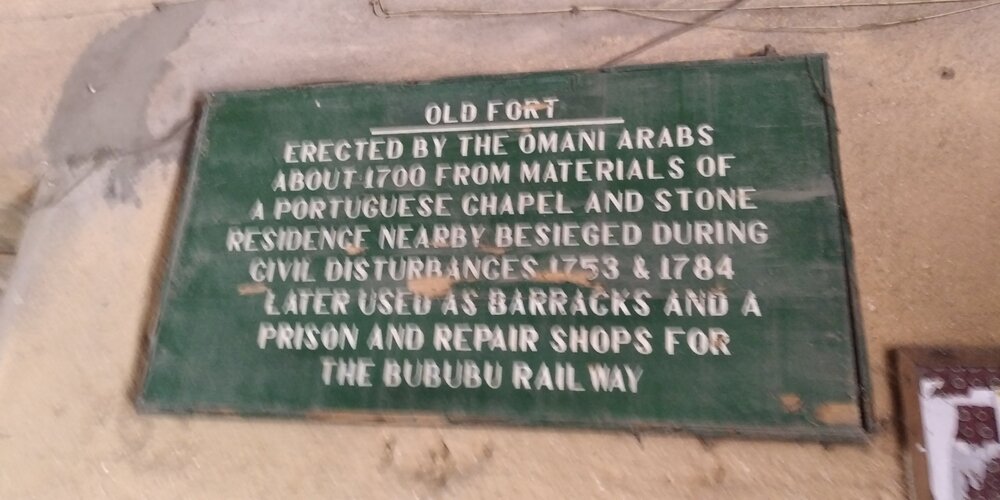 OLD FORT
ERECTED BY THE OMANI ARABS
ABOUT 1700 FROM MATERIALS OF
A PORTUGUESE CHAPEL AND STONE
RESIDENCE NEARBY BESIEGED DURING
CIVIL DISTURBANCES 1753 & 1784
LATER USED AS BARRACKS AND A
PRISON AND REPAIR SHOPS FOR
THE BUBUBU RAILWAY